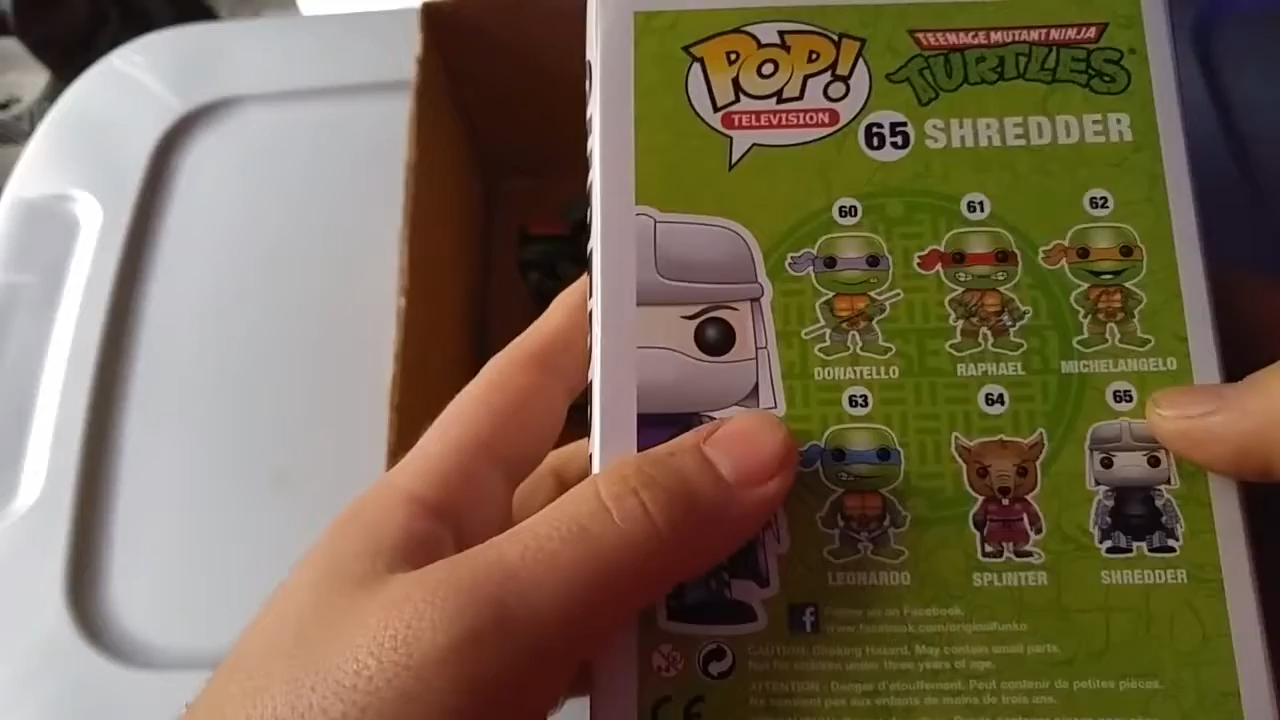 POP!
TELEVISION
TEENAGE MUTANT NINJA
TURTLES
65 SHREDDER
60
61
62
DONATELLO
RAPHAEL
MICHELANGELO
63
64
65
LEONARDO
SPLINTER
SHREDDER
f
Follow us on Facebook.
www.facebook.com/originalfunko
CAUTION: Choking Hazard. May contain small parts.
Not for children under three years of age.
ATTENTION - Danger d'étouffement. Peut contenir de petites pièces.
Ne convient pas aux enfants de moins de trois ans.
CE